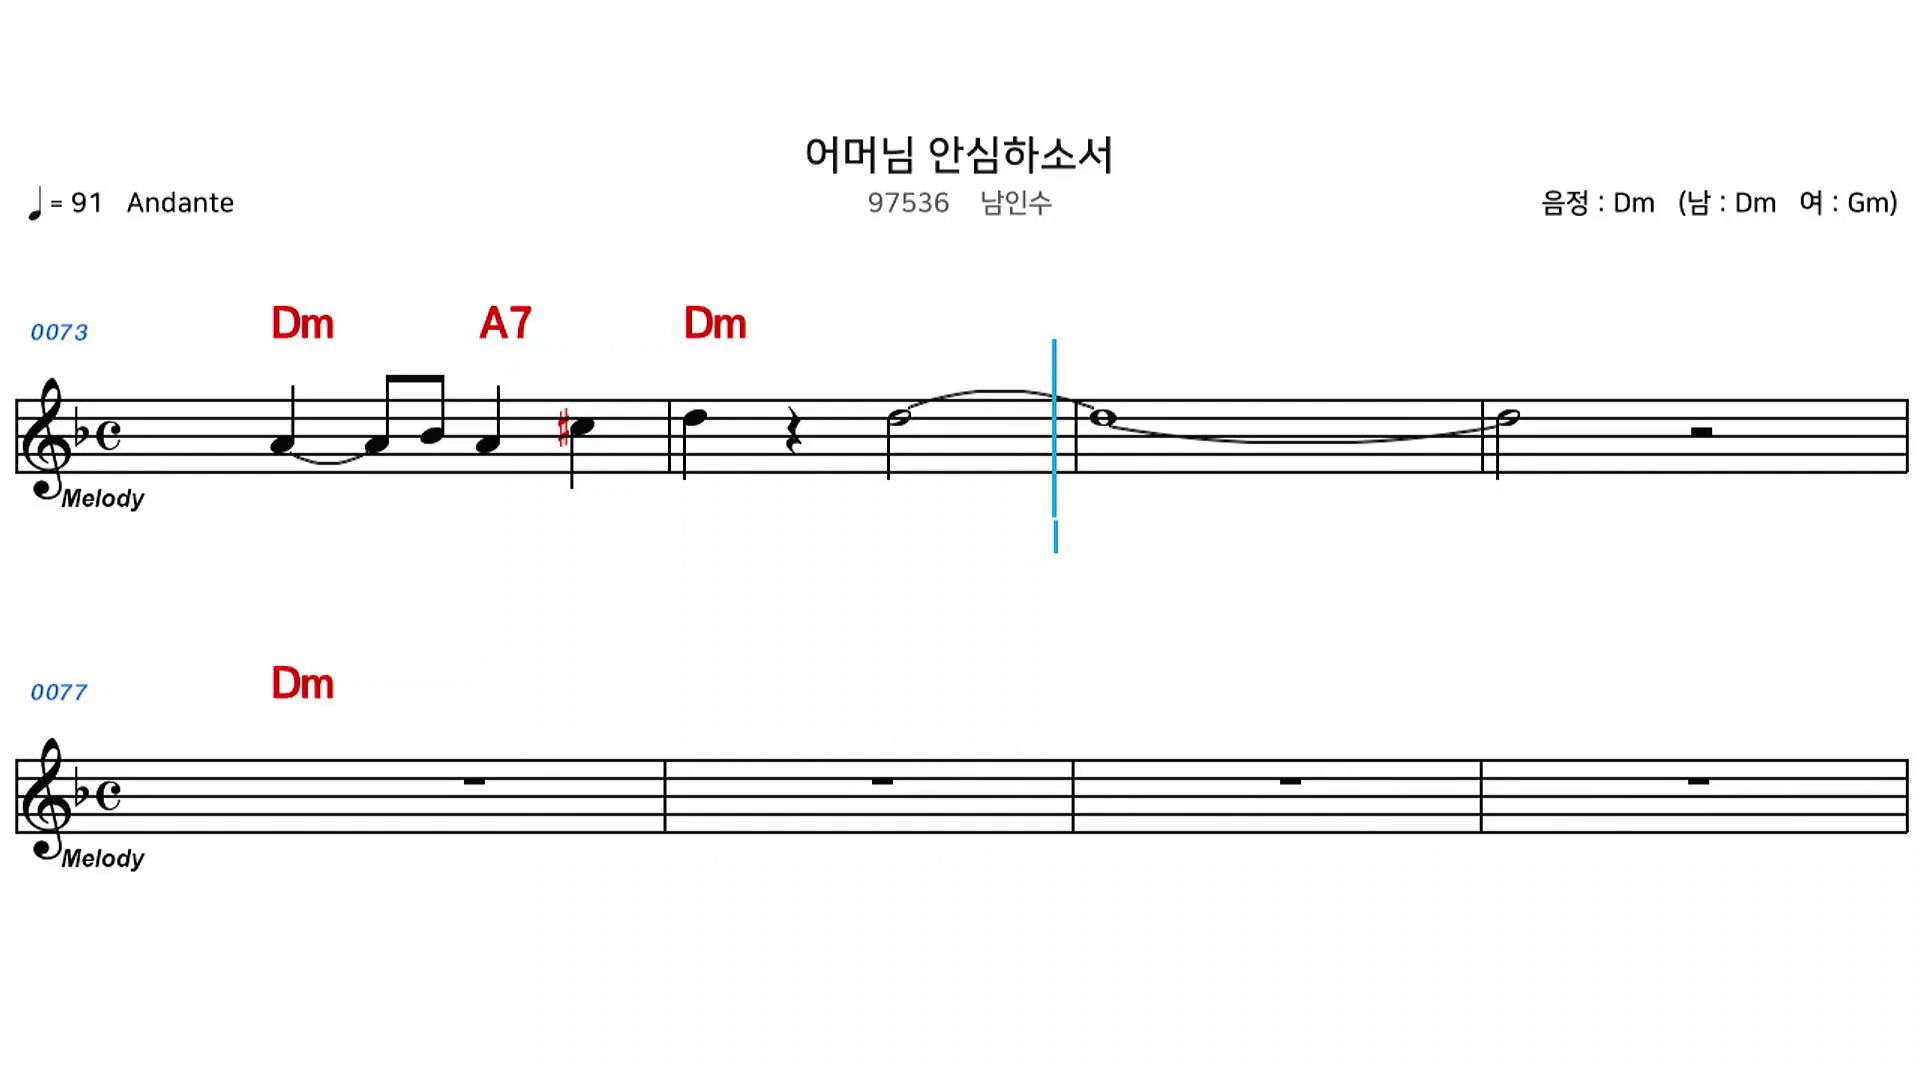 어머님 안심하소서
♩= 91 Andante 97536 남인수 음정 : Dm (남 : Dm 여 : Gm)
0073 Dm A7 Dm
Melody
0077 Dm
Melody